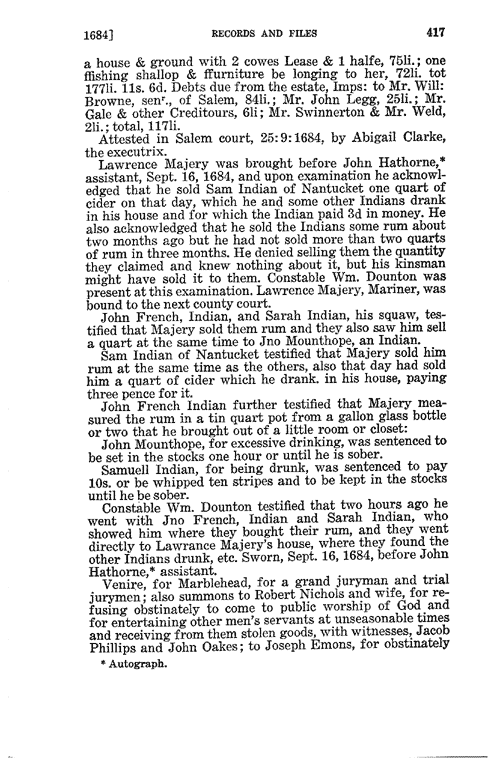 1684] RECORDS AND FILES 417
a house & ground with 2 cowes Lease & 1 halfe, 75li.; one
ffishing shallop & ffurniture be longing to her, 72li. tot
177li. 11s. 6d. Debts due from the estate, Imps: to Mr. Will:
Browne, senʳ., of Salem, 84li.; Mr. John Legg, 25li.; Mr.
Gale & other Creditours, 6li; Mr. Swinnerton & Mr. Weld,
2li.; total, 117li.
Attested in Salem court, 25:9:1684, by Abigail Clarke,
the executrix.
Lawrence Majery was brought before John Hathorne,*
assistant, Sept. 16, 1684, and upon examination he acknowl-
edged that he sold Sam Indian of Nantucket one quart of
cider on that day, which he and some other Indians drank
in his house and for which the Indian paid 3d in money. He
also acknowledged that he sold the Indians some rum about
two months ago but he had not sold more than two quarts
of rum in three months. He denied selling them the quantity
they claimed and knew nothing about it, but his kinsman
might have sold it to them. Constable Wm. Dounton was
present at this examination. Lawrence Majery, Mariner, was
bound to the next county court.
John French, Indian, and Sarah Indian, his squaw, tes-
tified that Majery sold them rum and they also saw him sell
a quart at the same time to Jno Mounthope, an Indian.
Sam Indian of Nantucket testified that Majery sold him
rum at the same time as the others, also that day had sold
him a quart of cider which he drank. in his house, paying
three pence for it.
John French Indian further testified that Majery mea-
sured the rum in a tin quart pot from a gallon glass bottle
or two that he brought out of a little room or closet:
John Mounthope, for excessive drinking, was sentenced to
be set in the stocks one hour or until he is sober.
Samuell Indian, for being drunk, was sentenced to pay
10s. or be whipped ten stripes and to be kept in the stocks
until he be sober.
Constable Wm. Dounton testified that two hours ago he
went with Jno French, Indian and Sarah Indian, who
showed him where they bought their rum, and they went
directly to Lawrance Majery's house, where they found the
other Indians drunk, etc. Sworn, Sept. 16, 1684, before John
Hathorne,* assistant.
Venire, for Marblehead, for a grand juryman and trial
jurymen; also summons to Robert Nichols and wife, for re-
fusing obstinately to come to public worship of God and
for entertaining other men's servants at unseasonable times
and receiving from them stolen goods, with witnesses, Jacob
Phillips and John Oakes; to Joseph Emons, for obstinately
* Autograph.